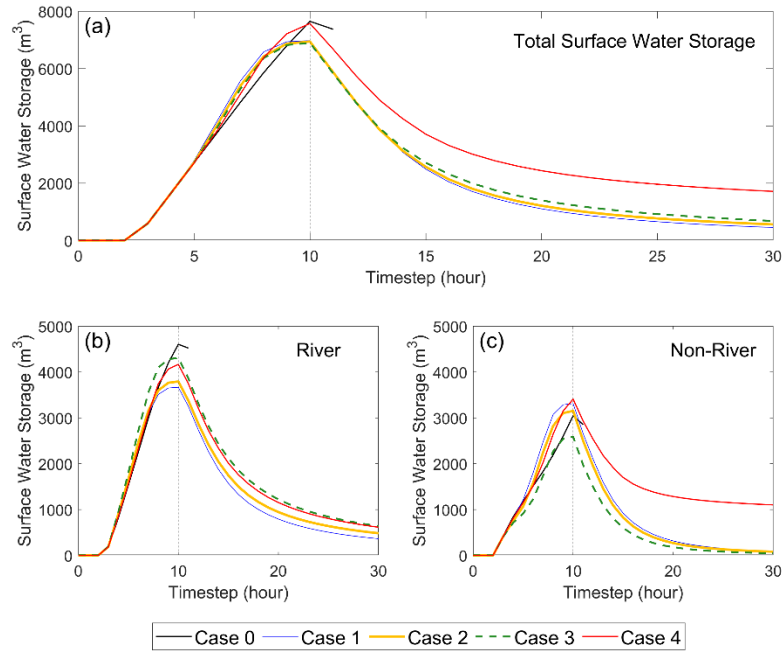 (a)
Total Surface Water Storage
Surface Water Storage (m³)
8000
6000
4000
2000
0
0 5 10 15 20 25 30
Timestep (hour)
(b)
River
Surface Water Storage (m³)
5000
4000
3000
2000
1000
0
0 10 20 30
Timestep (hour)
(c)
Non-River
Surface Water Storage (m³)
5000
4000
3000
2000
1000
0
0 10 20 30
Timestep (hour)
Case 0 Case 1 Case 2 Case 3 Case 4